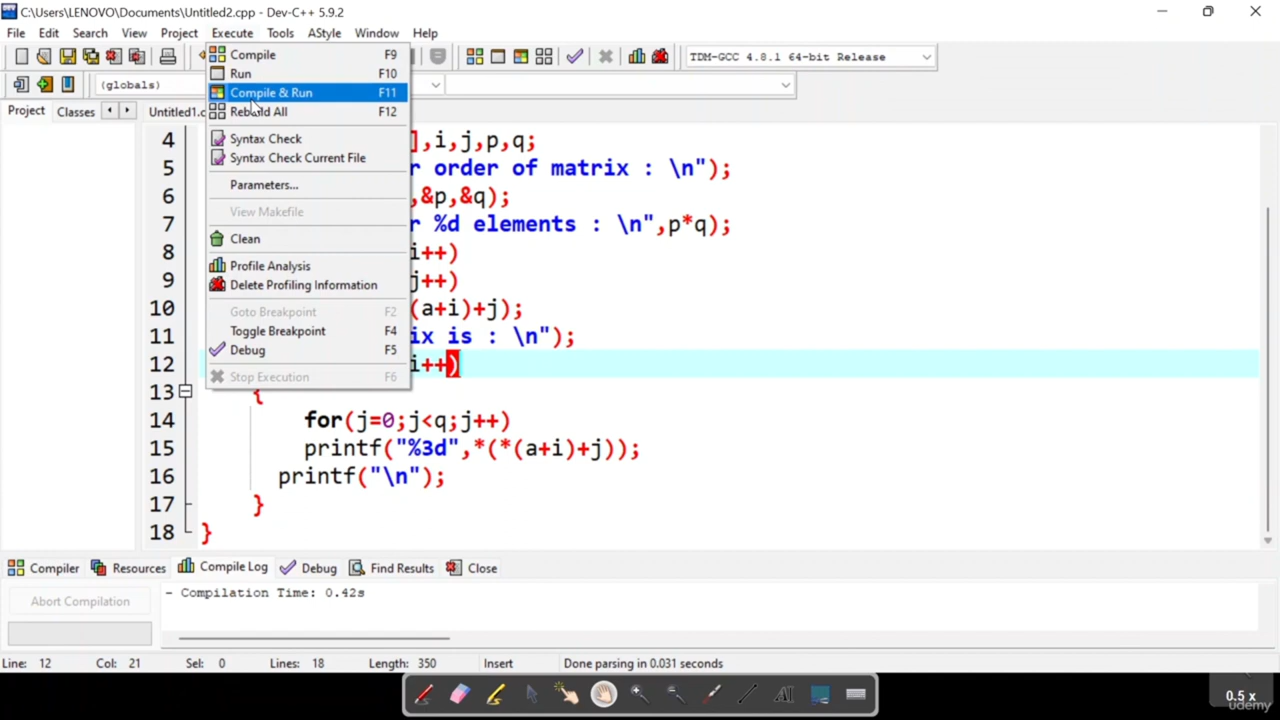 C:\Users\LENOVO\Documents\Untitled2.cpp - Dev-C++ 5.9.2
File Edit Search View Project Execute Tools AStyle Window Help
TDM-GCC 4.8.1 64-bit Release
(globals)
Project Classes Untitled1.c
Compile F9
Run F10
Compile & Run F11
Rebuild All F12
Syntax Check
Syntax Check Current File
Parameters...
View Makefile
Clean
Profile Analysis
Delete Profiling Information
Goto Breakpoint F2
Toggle Breakpoint F4
Debug F5
Stop Execution F6
4 ],i,j,p,q;
5 r order of matrix : \n");
6 ,&p,&q);
7 r %d elements : \n",p*q);
8 i++)
9 j++)
10 (a+i)+j);
11 ix is : \n");
12 i++)
13 {
14 for(j=0;j<q;j++)
15 printf("%3d",*(*(a+i)+j));
16 printf("\n");
17 }
18 }
Compiler Resources Compile Log Debug Find Results Close
Abort Compilation
- Compilation Time: 0.42s
Line: 12 Col: 21 Sel: 0 Lines: 18 Length: 350 Insert Done parsing in 0.031 seconds
AI
0.5 x
udemy